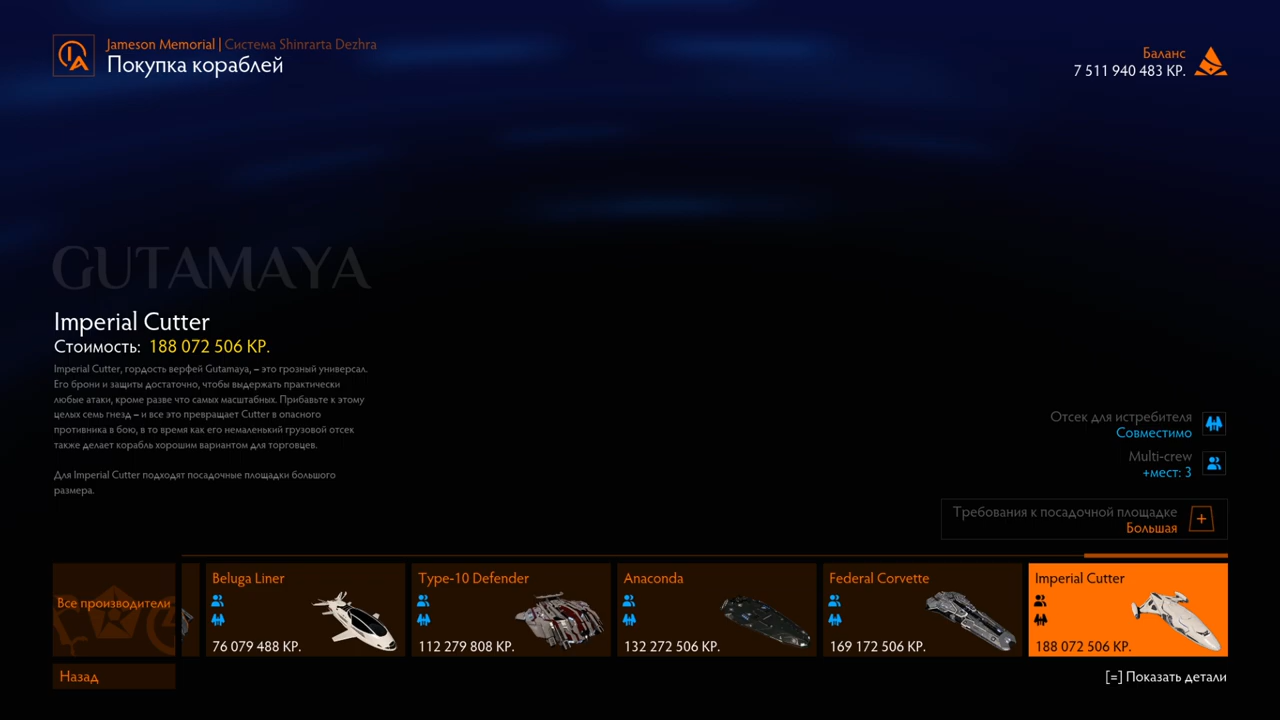 Jameson Memorial | Система Shinrarta Dezhra
Покупка кораблей
Баланс
7 511 940 483 КР.
GUTAMAYA
Imperial Cutter
Стоимость: 188 072 506 КР.
Imperial Cutter, гордость верфей Gutamaya, – это грозный универсал.
Его брони и защиты достаточно, чтобы выдержать практически
любые атаки, кроме разве что самых масштабных. Прибавьте к этому
целых семь гнезд – и все это превращает Cutter в опасного
противника в бою, в то время как его немаленький грузовой отсек
также делает корабль хорошим вариантом для торговцев.
Для Imperial Cutter подходят посадочные площадки большого
размера.
Отсек для истребителя
Совместимо
Multi-crew
+мест: 3
Требования к посадочной площадке
Большая
Все производители
Beluga Liner
76 079 488 КР.
Type-10 Defender
112 279 808 КР.
Anaconda
132 272 506 КР.
Federal Corvette
169 172 506 КР.
Imperial Cutter
188 072 506 КР.
Назад
[=] Показать детали